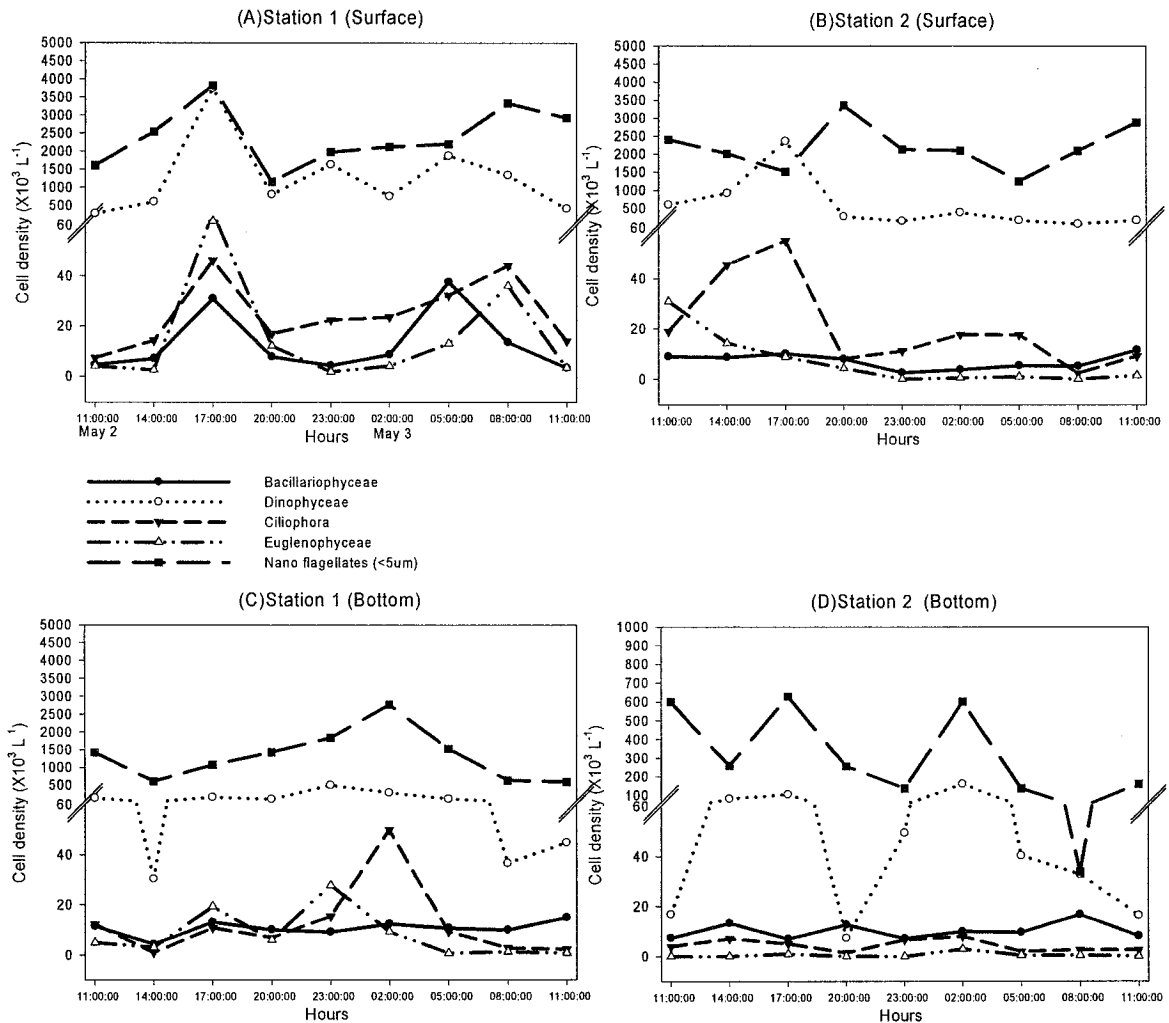 (A)Station 1 (Surface)
5000
4500
4000
3500
3000
2500
2000
1500
1000
500
60
40
20
0
Cell density (X10³ L⁻¹)
11:00:00 14:00:00 17:00:00 20:00:00 23:00:00 02:00:00 05:00:00 08:00:00 11:00:00
May 2 May 3
Hours
(B)Station 2 (Surface)
5000
4500
4000
3500
3000
2500
2000
1500
1000
500
60
40
20
0
Cell density (X10³ L⁻¹)
11:00:00 14:00:00 17:00:00 20:00:00 23:00:00 02:00:00 05:00:00 08:00:00 11:00:00
Hours
Bacillariophyceae
Dinophyceae
Ciliophora
Euglenophyceae
Nano flagellates (<5um)
(C)Station 1 (Bottom)
5000
4500
4000
3500
3000
2500
2000
1500
1000
500
60
40
20
0
Cell density (X10³ L⁻¹)
11:00:00 14:00:00 17:00:00 20:00:00 23:00:00 02:00:00 05:00:00 08:00:00 11:00:00
Hours
(D)Station 2 (Bottom)
1000
900
800
700
600
500
400
300
200
100
60
40
20
0
Cell density (X10³ L⁻¹)
11:00:00 14:00:00 17:00:00 20:00:00 23:00:00 02:00:00 05:00:00 08:00:00 11:00:00
Hours